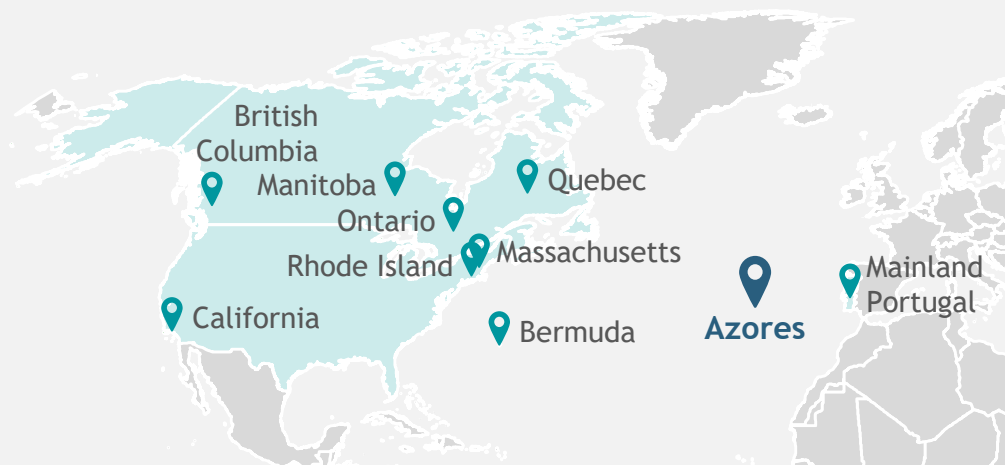 British
Columbia
Manitoba
Quebec
Ontario
Massachusetts
Rhode Island
Mainland
Portugal
California
Azores
Bermuda